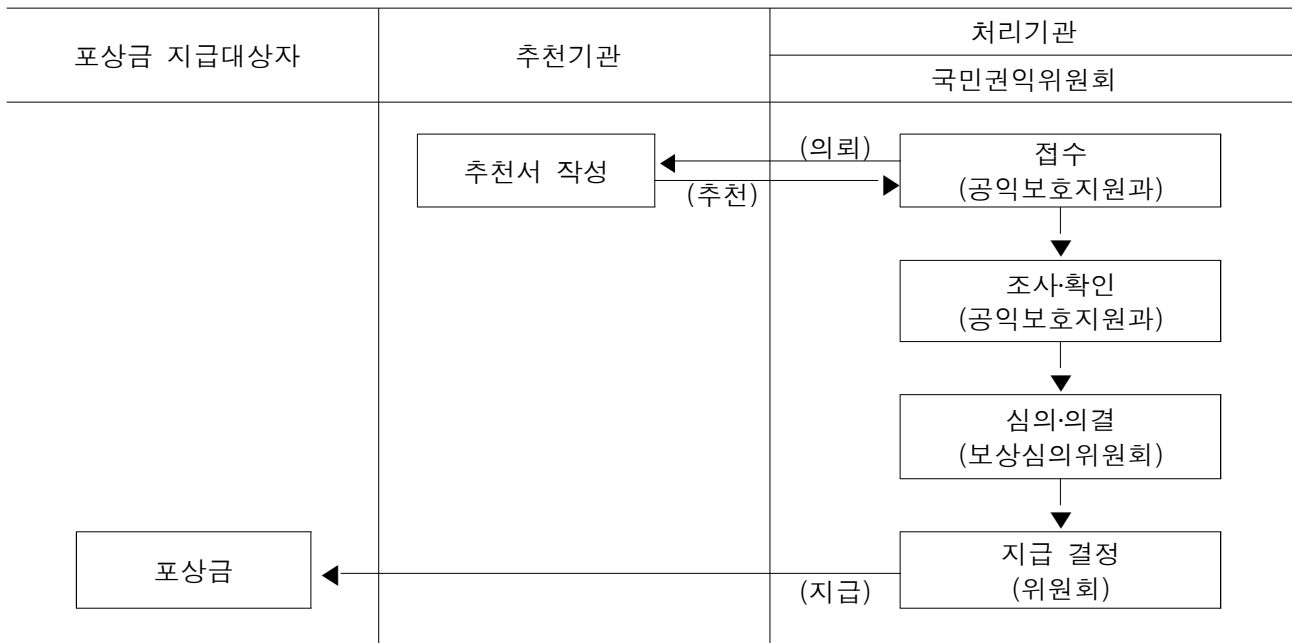 포상금 지급대상자
추천기관
처리기관
국민권익위원회
추천서 작성
(의뢰)
(추천)
접수
(공익보호지원과)
조사·확인
(공익보호지원과)
심의·의결
(보상심의위원회)
포상금
(지급)
지급 결정
(위원회)